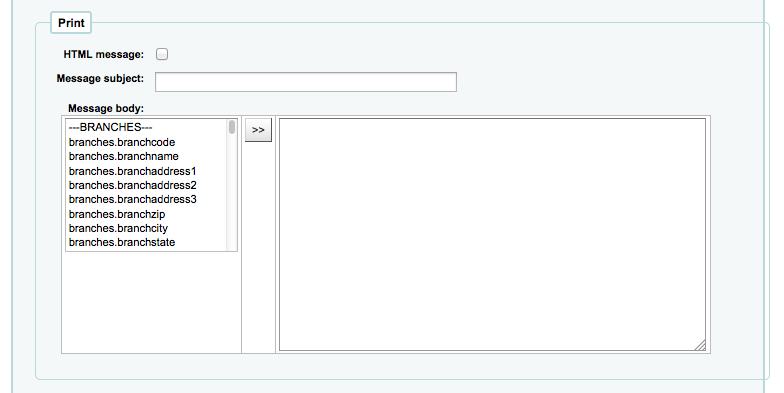 Print
HTML message:
Message subject:
Message body:
---BRANCHES---
branches.branchcode
branches.branchname
branches.branchaddress1
branches.branchaddress2
branches.branchaddress3
branches.branchzip
branches.branchcity
branches.branchstate
>>